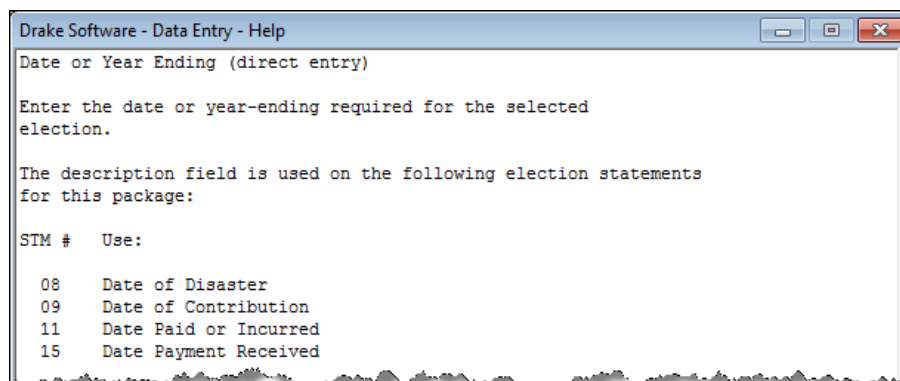 Drake Software - Data Entry - Help
Date or Year Ending (direct entry)
Enter the date or year-ending required for the selected
election.
The description field is used on the following election statements
for this package:
STM # Use:
08 Date of Disaster
09 Date of Contribution
11 Date Paid or Incurred
15 Date Payment Received